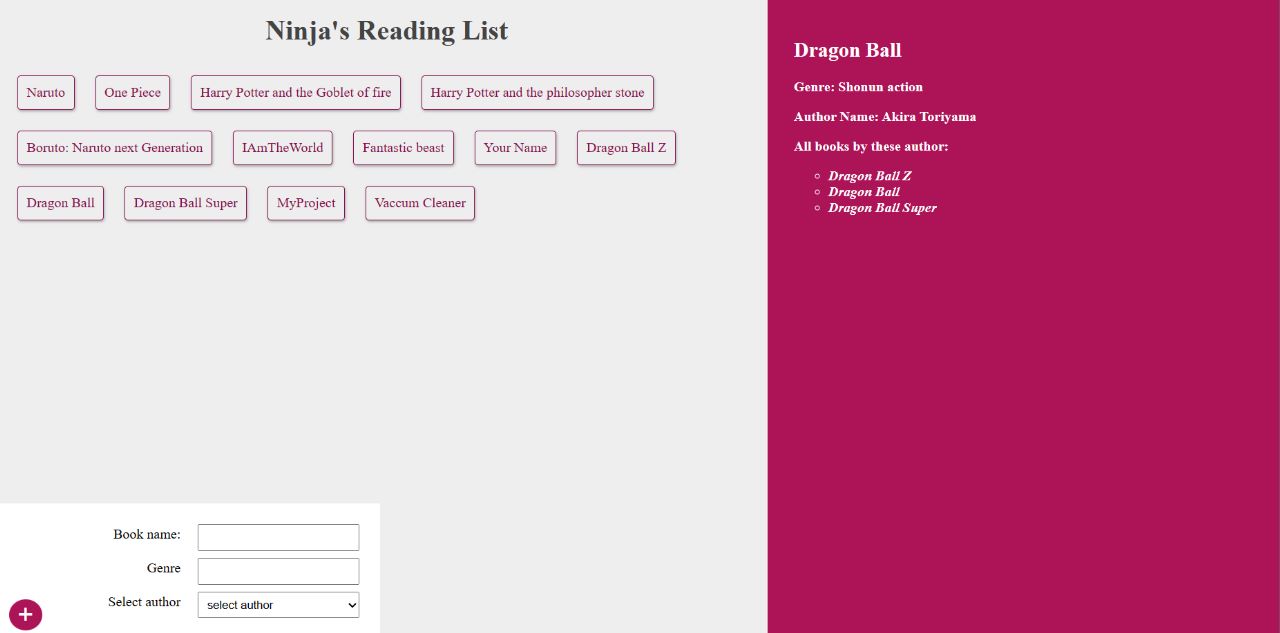 Ninja's Reading List
Naruto One Piece Harry Potter and the Goblet of fire Harry Potter and the philosopher stone
Boruto: Naruto next Generation IAmTheWorld Fantastic beast Your Name Dragon Ball Z
Dragon Ball Dragon Ball Super MyProject Vaccum Cleaner
Book name:
Genre
Select author select author
+
Dragon Ball
Genre: Shonun action
Author Name: Akira Toriyama
All books by these author:
Dragon Ball Z
Dragon Ball
Dragon Ball Super